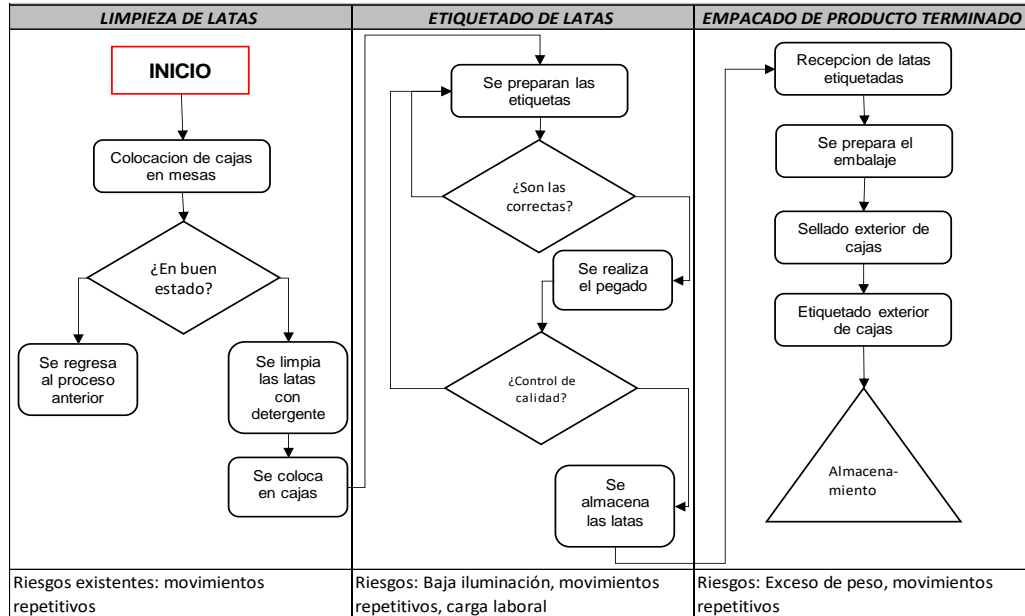 LIMPIEZA DE LATAS
INICIO
Colocacion de cajas
en mesas
¿En buen
estado?
Se regresa
al proceso
anterior
Se limpia
las latas
con
detergente
Se coloca
en cajas
Riesgos existentes: movimientos
repetitivos
ETIQUETADO DE LATAS
Se preparan las
etiquetas
¿Son las
correctas?
Se realiza
el pegado
¿Control de
calidad?
Se
almacena
las latas
Riesgos: Baja iluminación, movimientos
repetitivos, carga laboral
EMPACADO DE PRODUCTO TERMINADO
Recepcion de latas
etiquetadas
Se prepara el
embalaje
Sellado exterior de
cajas
Etiquetado exterior
de cajas
Almacena-
miento
Riesgos: Exceso de peso, movimientos
repetitivos